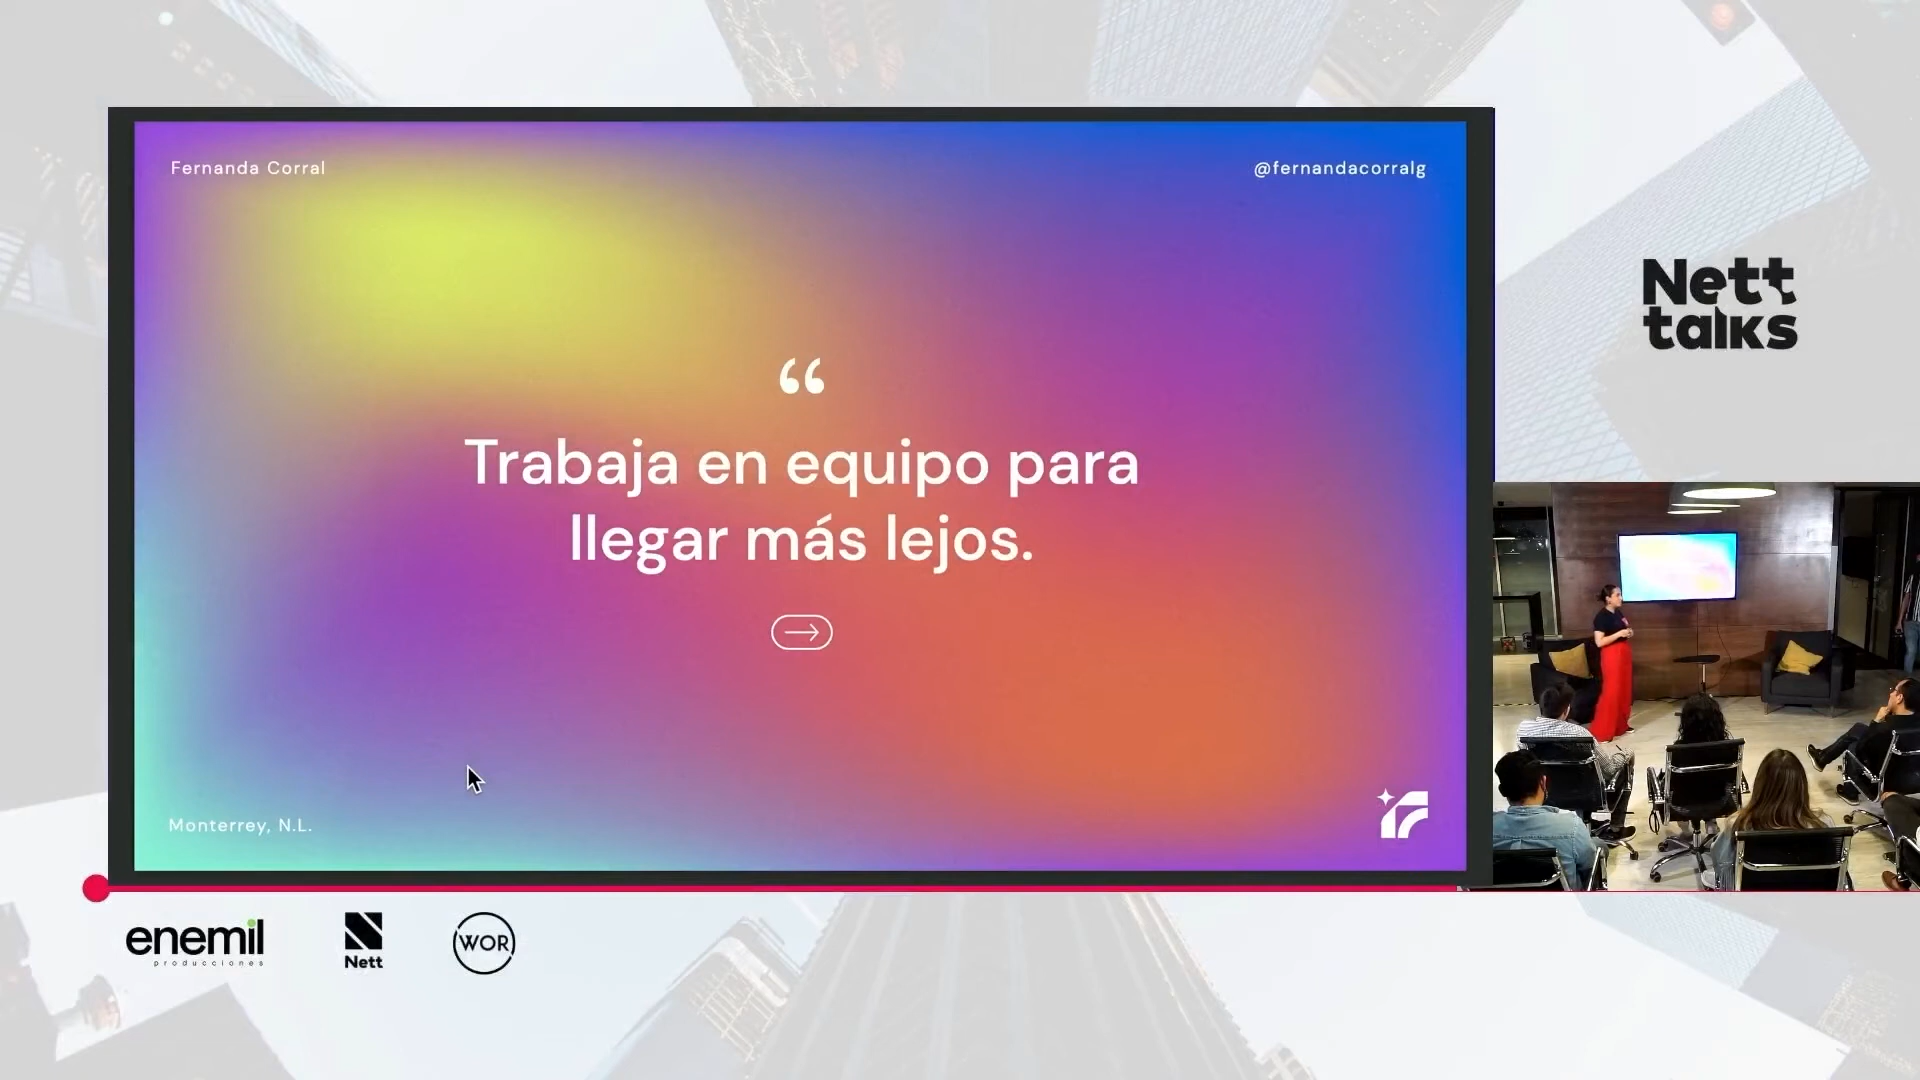 Fernanda Corral
@fernandacorralg
“
Trabaja en equipo para
llegar más lejos.
Monterrey, N.L.
Nett
talks
enemil
producciones
Nett
WOR